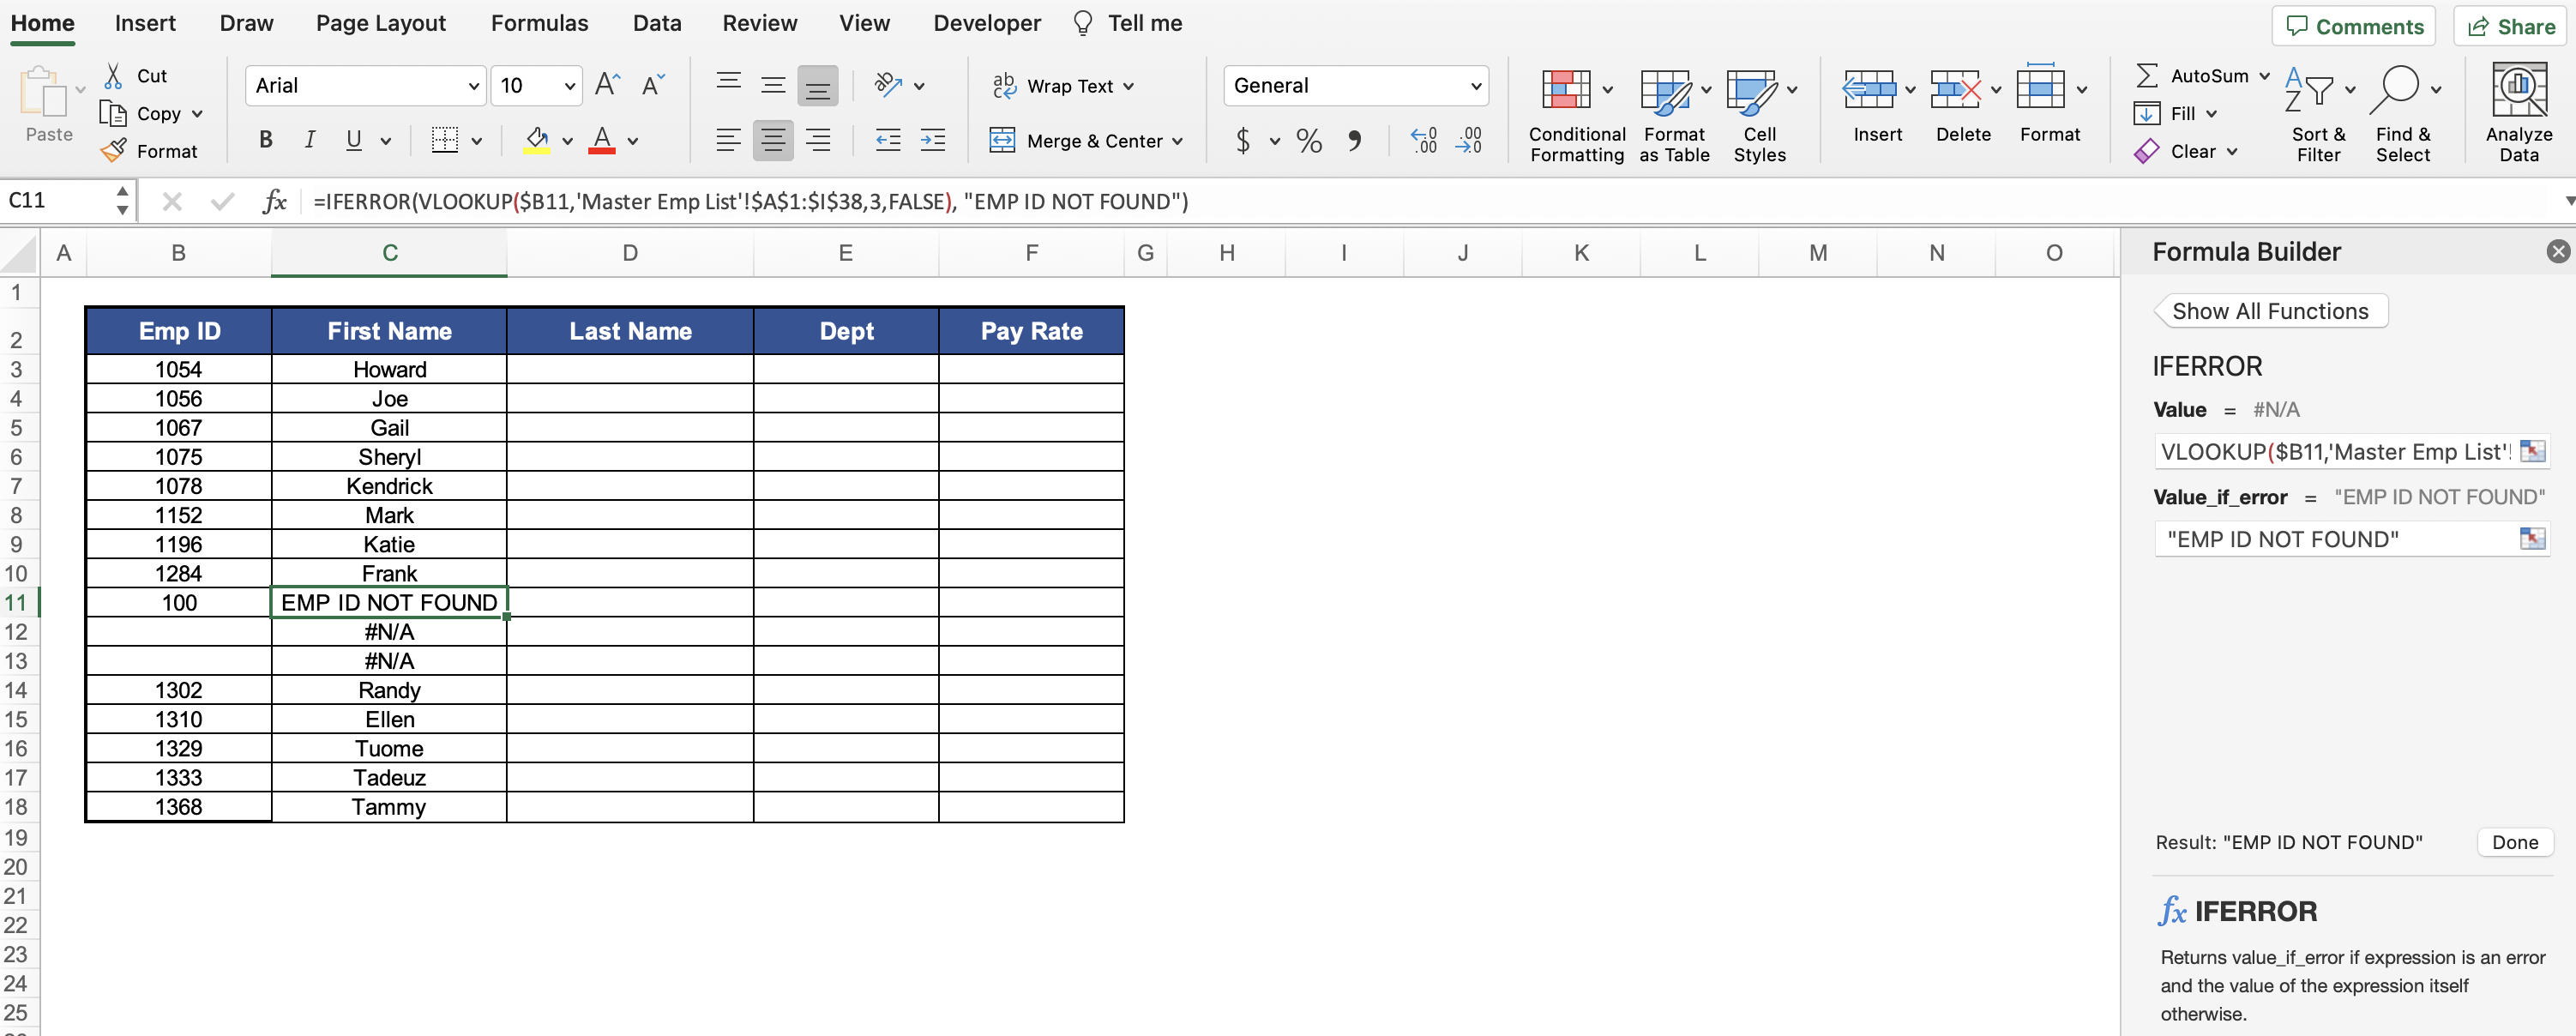 Home Insert Draw Page Layout Formulas Data Review View Developer Tell me Comments Share
Paste
Cut
Copy
Format
Arial 10
B I U
Wrap Text
Merge & Center
General
$ % 
Conditional Formatting
Format as Table
Cell Styles
Insert
Delete
Format
AutoSum
Fill
Clear
Sort & Filter
Find & Select
Analyze Data
C11 fx =IFERROR(VLOOKUP($B11,'Master Emp List'!$A$1:$I$38,3,FALSE), "EMP ID NOT FOUND")
A B C D E F G H I J K L M N O
1
2 Emp ID First Name Last Name Dept Pay Rate
3 1054 Howard
4 1056 Joe
5 1067 Gail
6 1075 Sheryl
7 1078 Kendrick
8 1152 Mark
9 1196 Katie
10 1284 Frank
11 100 EMP ID NOT FOUND
12 #N/A
13 #N/A
14 1302 Randy
15 1310 Ellen
16 1329 Tuome
17 1333 Tadeuz
18 1368 Tammy
19
20
21
22
23
24
25
Formula Builder
Show All Functions
IFERROR
Value = #N/A
VLOOKUP($B11,'Master Emp List'!
Value_if_error = "EMP ID NOT FOUND"
"EMP ID NOT FOUND"
Result: "EMP ID NOT FOUND" Done
fx IFERROR
Returns value_if_error if expression is an error
and the value of the expression itself
otherwise.